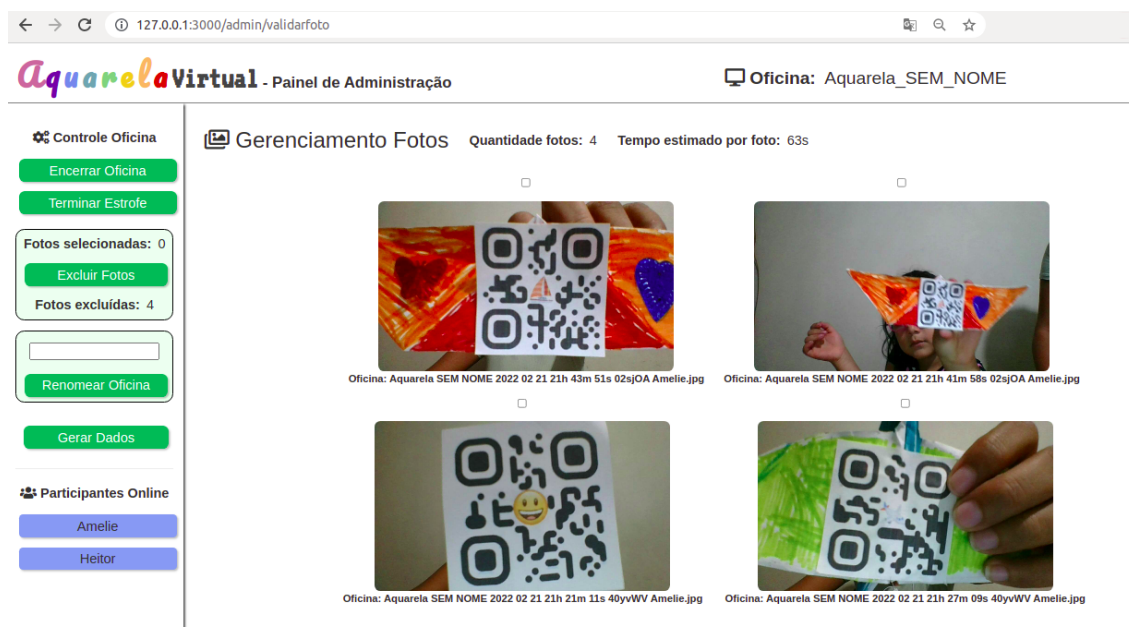 127.0.0.1:3000/admin/validarfoto
AquarelaVirtual - Painel de Administração
Oficina: Aquarela_SEM_NOME
Controle Oficina
Encerrar Oficina
Terminar Estrofe
Fotos selecionadas: 0
Excluir Fotos
Fotos excluídas: 4
Renomear Oficina
Gerar Dados
Participantes Online
Amelie
Heitor
Gerenciamento Fotos Quantidade fotos: 4 Tempo estimado por foto: 63s
Oficina: Aquarela SEM NOME 2022 02 21 21h 43m 51s 02sjOA Amelie.jpg
Oficina: Aquarela SEM NOME 2022 02 21 21h 41m 58s 02sjOA Amelie.jpg
Oficina: Aquarela SEM NOME 2022 02 21 21h 21m 11s 40yvWV Amelie.jpg
Oficina: Aquarela SEM NOME 2022 02 21 21h 27m 09s 40yvWV Amelie.jpg